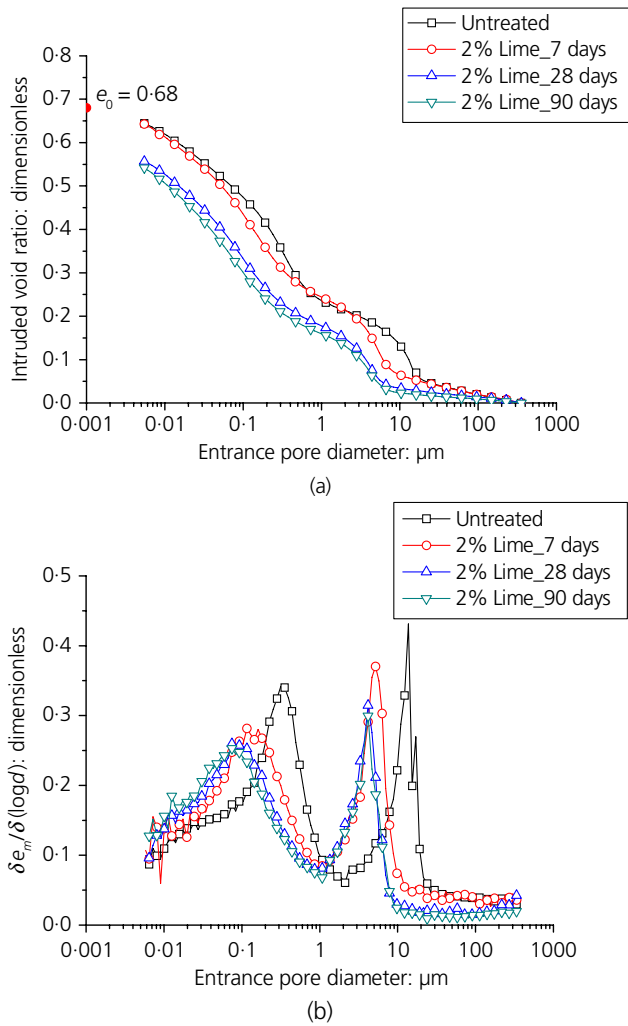 Untreated
2% Lime_7 days
2% Lime_28 days
2% Lime_90 days
e₀ = 0·68
0·8
0·7
0·6
0·5
0·4
0·3
0·2
0·1
0·0
Intruded void ratio: dimensionless
0·001
0·01
0·1
1
10
100
1000
Entrance pore diameter: µm
(a)
Untreated
2% Lime_7 days
2% Lime_28 days
2% Lime_90 days
0·5
0·4
0·3
0·2
0·1
0·0
δeₘ/δ(logd): dimensionless
0·001
0·01
0·1
1
10
100
1000
Entrance pore diameter: µm
(b)